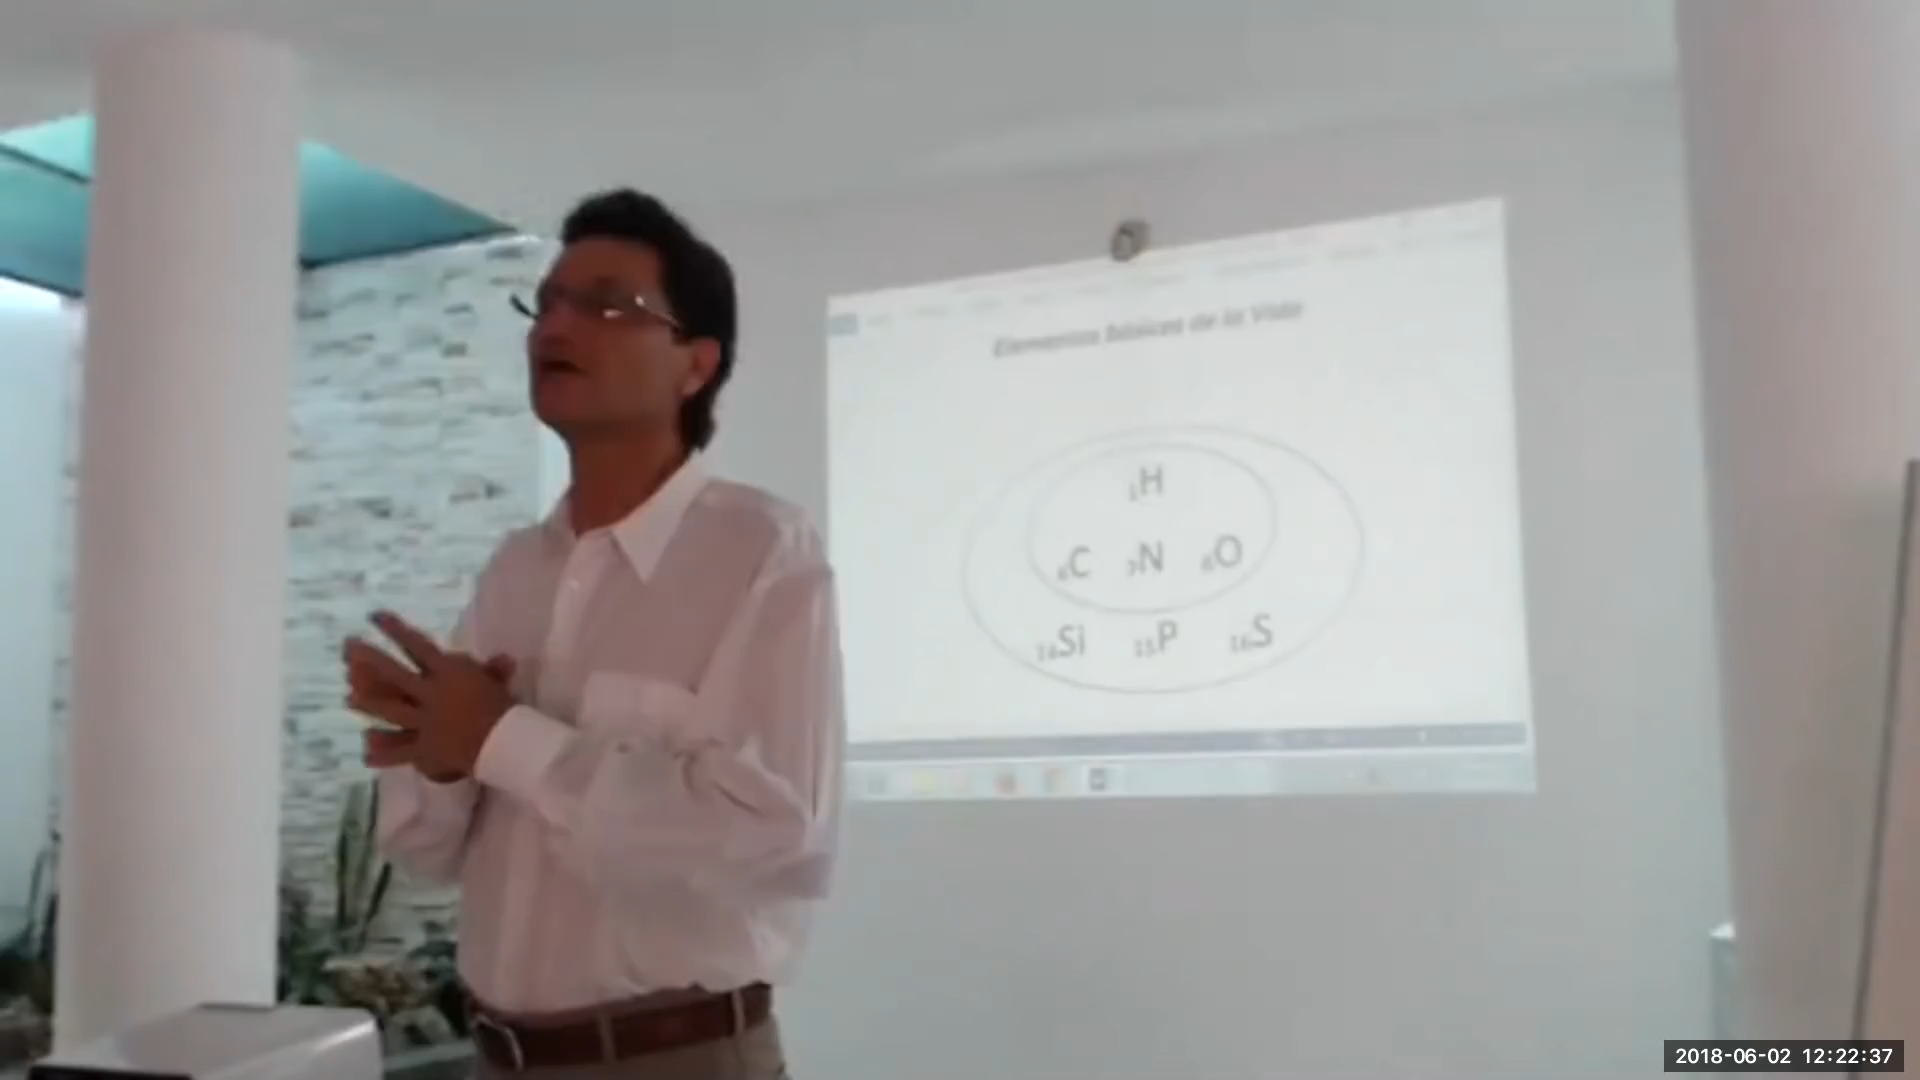 Elementos básicos de la Vida
₁H
₆C ₇N ₈O
₁₄Si ₁₅P ₁₆S
2018-06-02 12:22:37